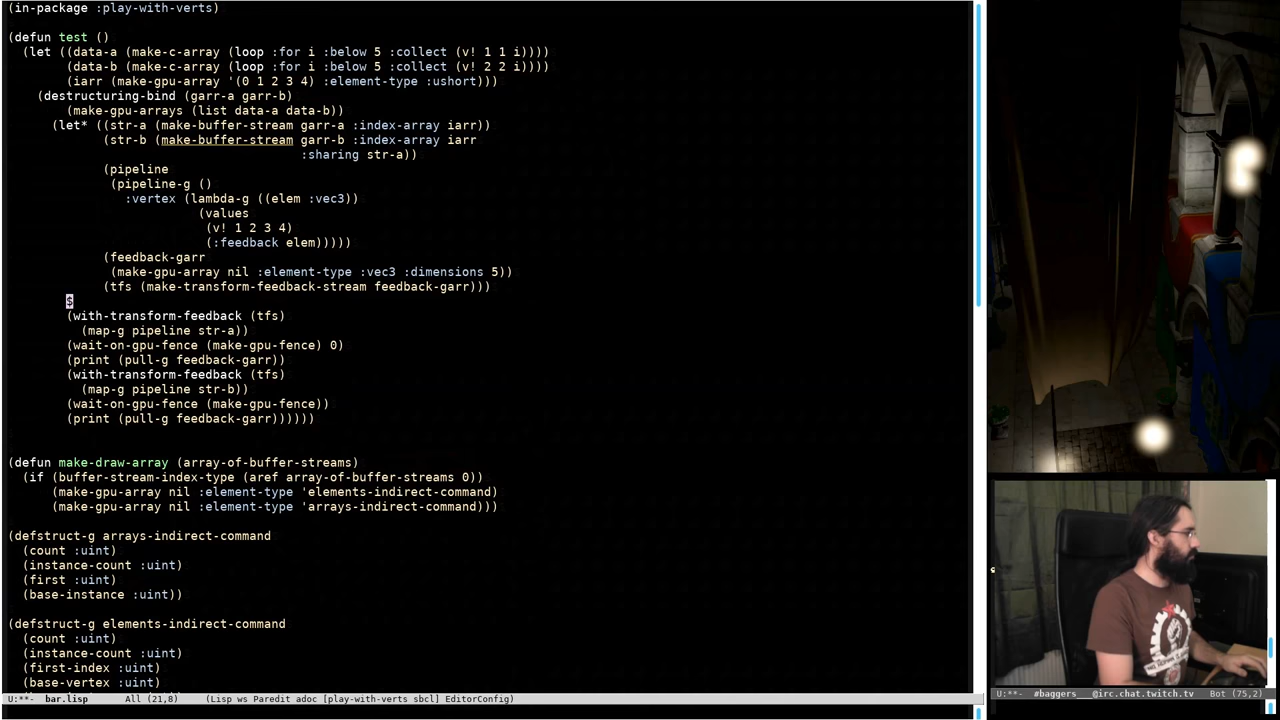 (in-package :play-with-verts)
(defun test ()
(let ((data-a (make-c-array (loop :for i :below 5 :collect (v! 1 1 i))))
(data-b (make-c-array (loop :for i :below 5 :collect (v! 2 2 i))))
(iarr (make-gpu-array '(0 1 2 3 4) :element-type :ushort)))
(destructuring-bind (garr-a garr-b)
(make-gpu-arrays (list data-a data-b))
(let* ((str-a (make-buffer-stream garr-a :index-array iarr))
(str-b (make-buffer-stream garr-b :index-array iarr
:sharing str-a))
(pipeline
(pipeline-g ()
:vertex (lambda-g ((elem :vec3))
(values
(v! 1 2 3 4)
(:feedback elem)))))
(feedback-garr
(make-gpu-array nil :element-type :vec3 :dimensions 5))
(tfs (make-transform-feedback-stream feedback-garr)))
$
(with-transform-feedback (tfs)
(map-g pipeline str-a))
(wait-on-gpu-fence (make-gpu-fence) 0)
(print (pull-g feedback-garr))
(with-transform-feedback (tfs)
(map-g pipeline str-b))
(wait-on-gpu-fence (make-gpu-fence))
(print (pull-g feedback-garr))))))
(defun make-draw-array (array-of-buffer-streams)
(if (buffer-stream-index-type (aref array-of-buffer-streams 0))
(make-gpu-array nil :element-type 'elements-indirect-command)
(make-gpu-array nil :element-type 'arrays-indirect-command)))
(defstruct-g arrays-indirect-command
(count :uint)
(instance-count :uint)
(first :uint)
(base-instance :uint))
(defstruct-g elements-indirect-command
(count :uint)
(instance-count :uint)
(first-index :uint)
(base-vertex :uint)
U:**- bar.lisp All (21,8) (Lisp ws Paredit adoc [play-with-verts sbcl] EditorConfig)
U:**- #baggers___@irc.chat.twitch.tv Bot (75,2)